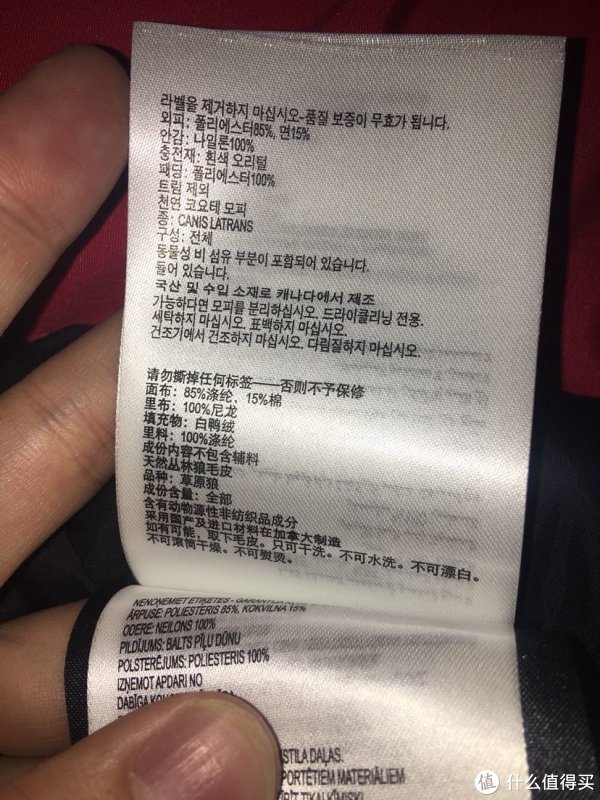 라벨을 제거하지 마십시오-품질 보증이 무효가 됩니다.
외피: 폴리에스터85%, 면15%
안감: 나일론100%
충전재: 흰색 오리털
패딩: 폴리에스터100%
트림 제외
천연 코요테 모피
종: CANIS LATRANS
구성: 전체
동물성 비 섬유 부분이 포함되어 있습니다.
들어 있습니다.
국산 및 수입 소재로 캐나다에서 제조
가능하다면 모피를 분리하십시오. 드라이클리닝 전용.
세탁하지 마십시오. 표백하지 마십시오.
건조기에서 건조하지 마십시오. 다림질하지 마십시오.
请勿撕掉任何标签——否则不予保修
面布: 85%涤纶, 15%棉
里布: 100%尼龙
填充物: 白鸭绒
里料: 100%涤纶
成份内容不包含辅料
天然丛林狼毛皮
品种: 草原狼
成份含量: 全部
含有动物源性非纺织品成分
采用国产及进口材料在加拿大制造
如有可能, 取下毛皮。只可干洗。不可水洗。不可漂白。
不可滚筒干燥。不可熨烫。
NENOŅEMIET ETIĶETES - GARANTIJA
ĀRPUSE: POLIESTERIS 85%, KOKVILNA 15%
ODERE: NEILONS 100%
PILDĪJUMS: BALTS PĪĻU DŪNU
POLSTERĒJUMS: POLIESTERIS 100%
IZŅEMOT APDARI NO
DABĪGA
STILA DAĻAS.
PORTĒTIEM MATERIĀLIEM
TIKAI ĶĪMISKI
值 什么值得买